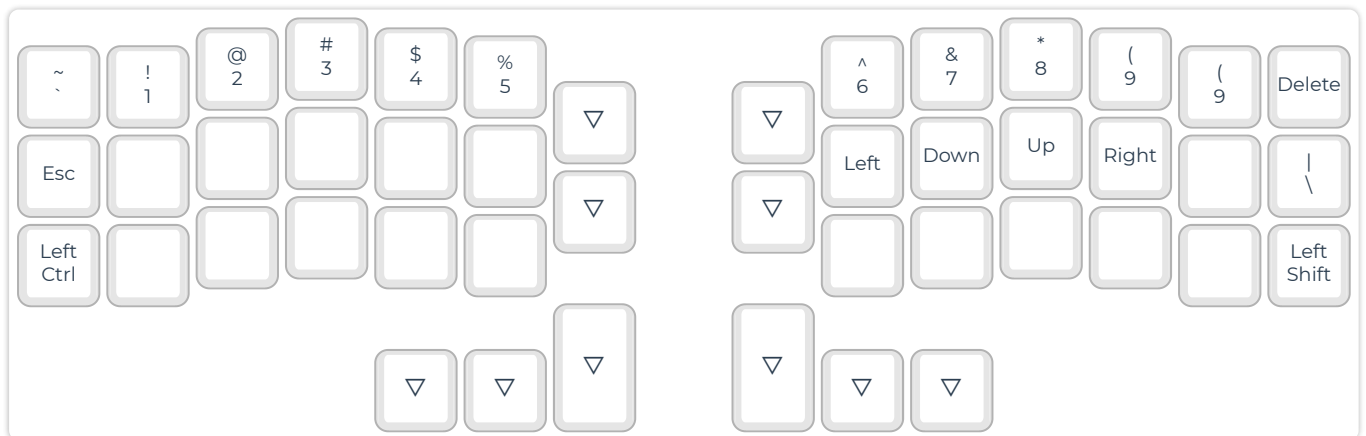 ~
`
!
1
@
2
#
3
$
4
%
5
^
6
&
7
*
8
(
9
(
9
Delete
Esc
Left
Down
Up
Right
|
\
Left
Ctrl
Left
Shift